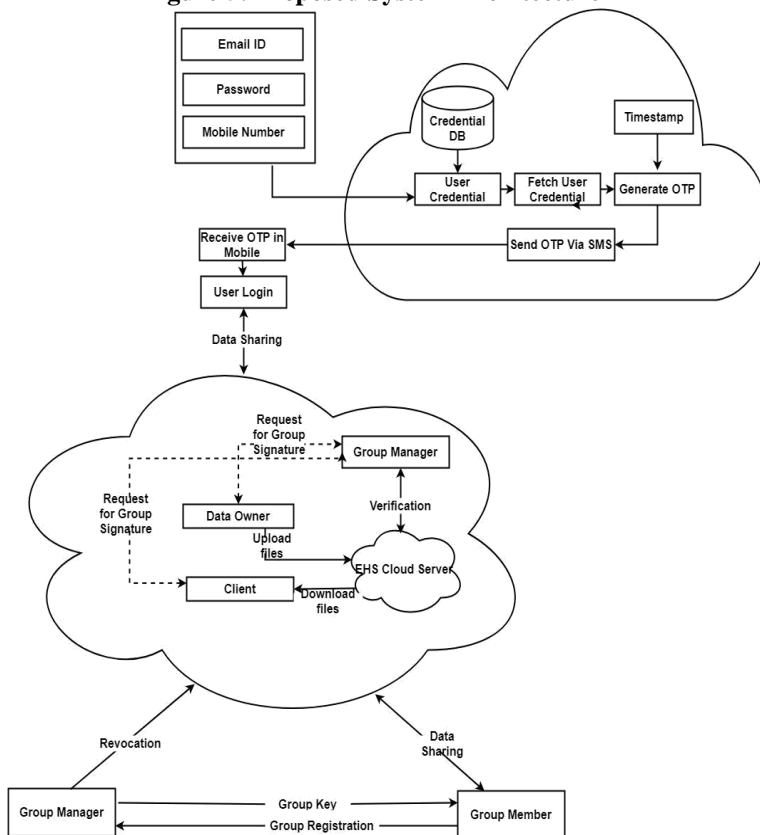 Email ID
Password
Mobile Number
Credential
DB
Timestamp
User
Credential
Fetch User
Credential
Generate OTP
Receive OTP in
Mobile
Send OTP Via SMS
User Login
Data Sharing
Request
for Group
Signature
Group Manager
Request
for Group
Signature
Data Owner
Verification
Upload
files
EHS Cloud Server
Client
Download
files
Revocation
Data
Sharing
Group Manager
Group Key
Group Registration
Group Member